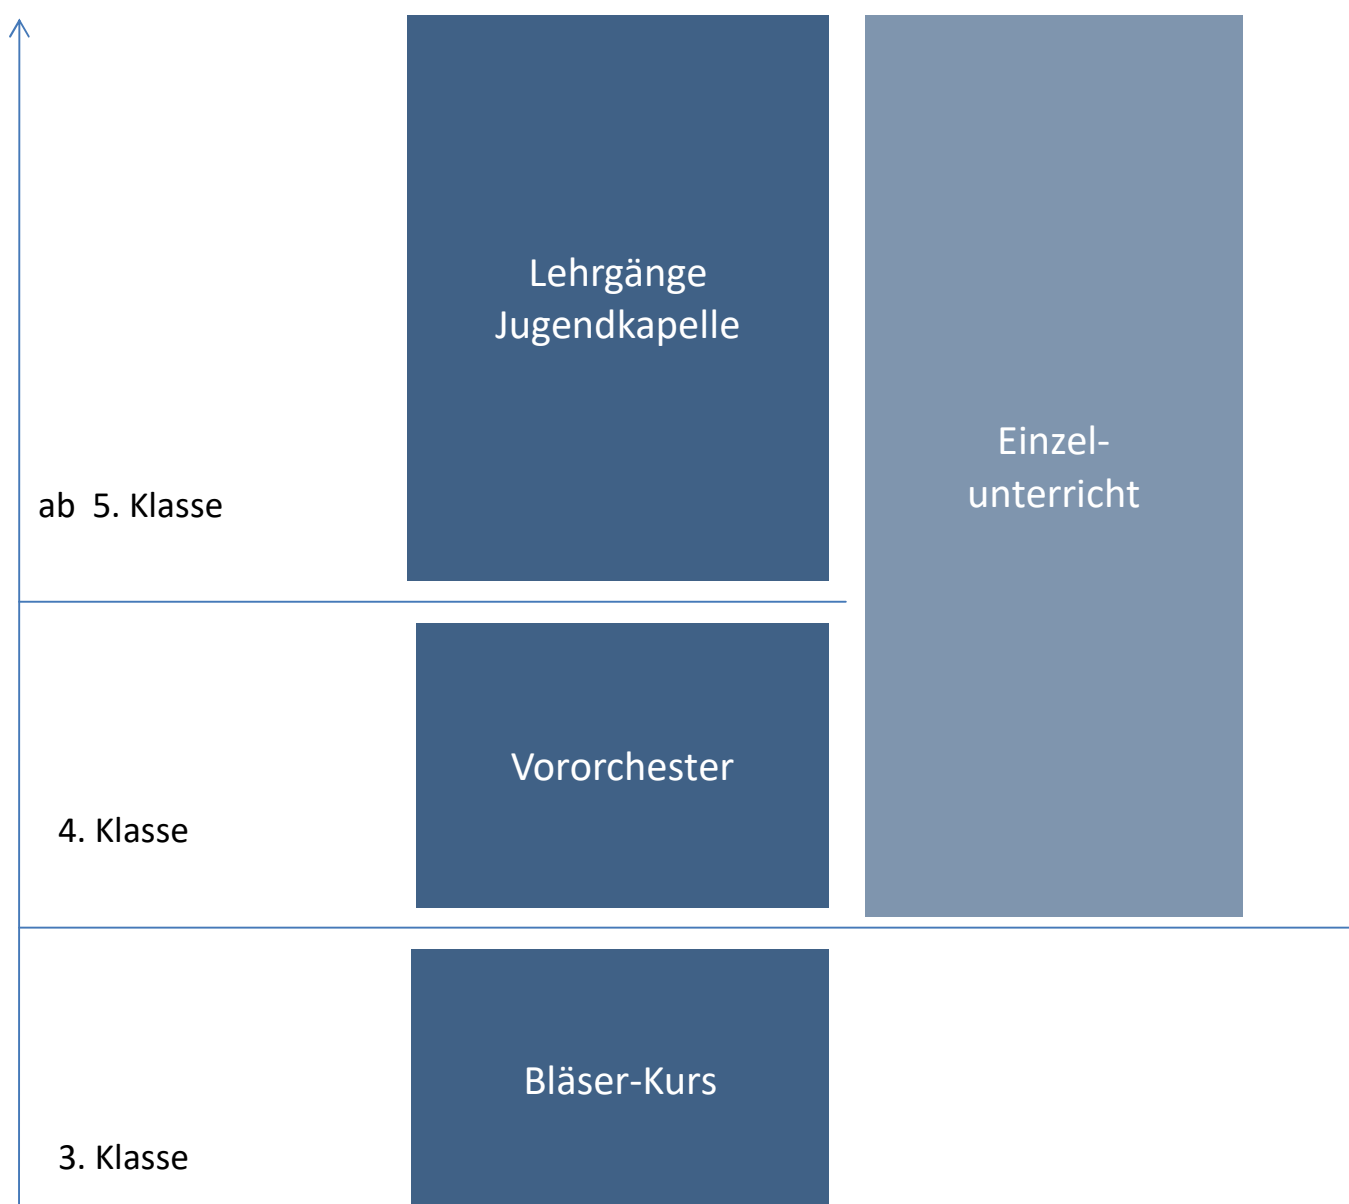 Lehrgänge
Jugendkapelle
Einzel-
unterricht
ab  5. Klasse
Vororchester
4. Klasse
Bläser-Kurs
3. Klasse